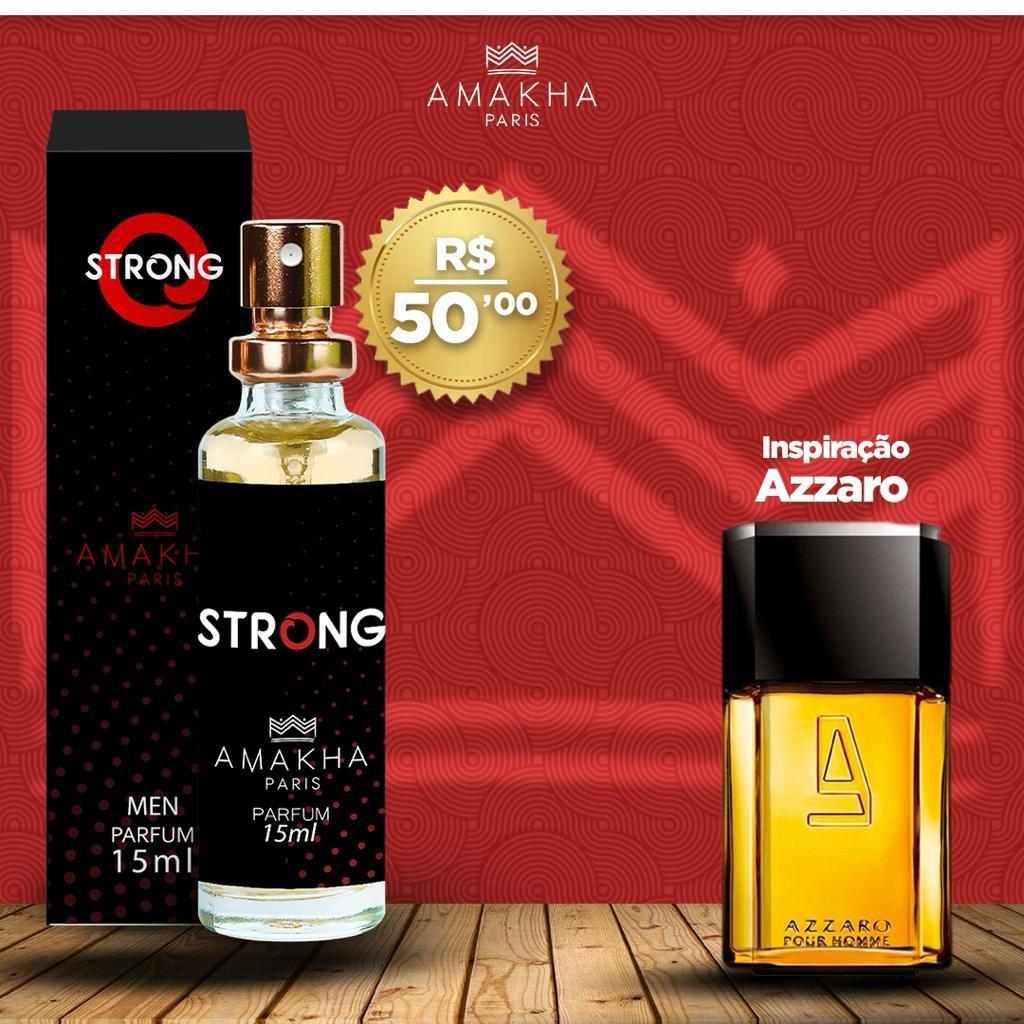 AMAKHA
PARIS
STRONG
R$
50'00
Inspiração
Azzaro
AMAKH
PARIS
STRONG
AMAKHA
PARIS
PARFUM
15ml
MEN
PARFUM
15ml
AZZARO
POUR HOMME